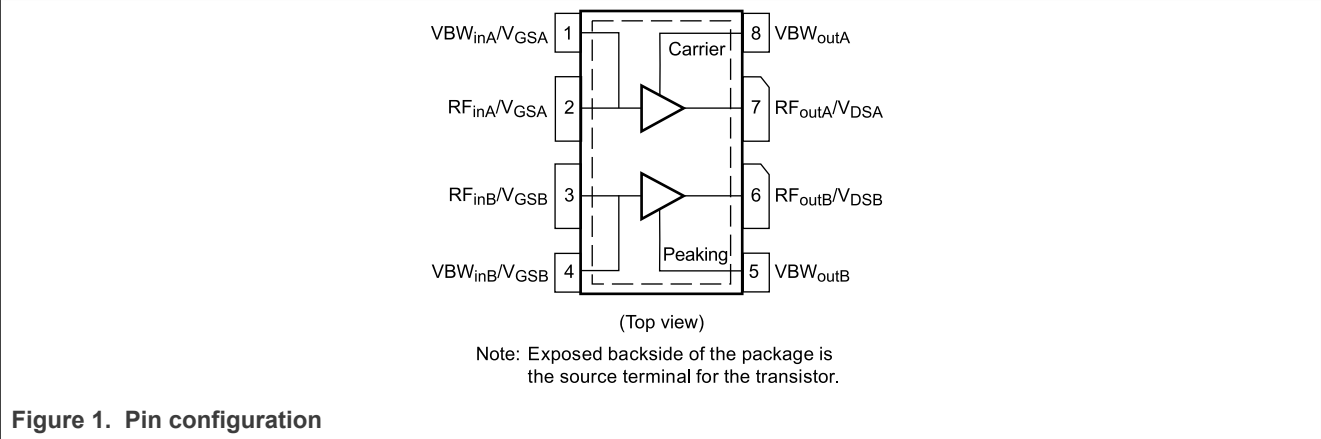 VBWinA/VGSA 1 8 VBWoutA
Carrier
RFinA/VGSA 2 7 RFoutA/VDSA
RFinB/VGSB 3 6 RFoutB/VDSB
Peaking
VBWinB/VGSB 4 5 VBWoutB
(Top view)
Note: Exposed backside of the package is
the source terminal for the transistor.
Figure 1. Pin configuration